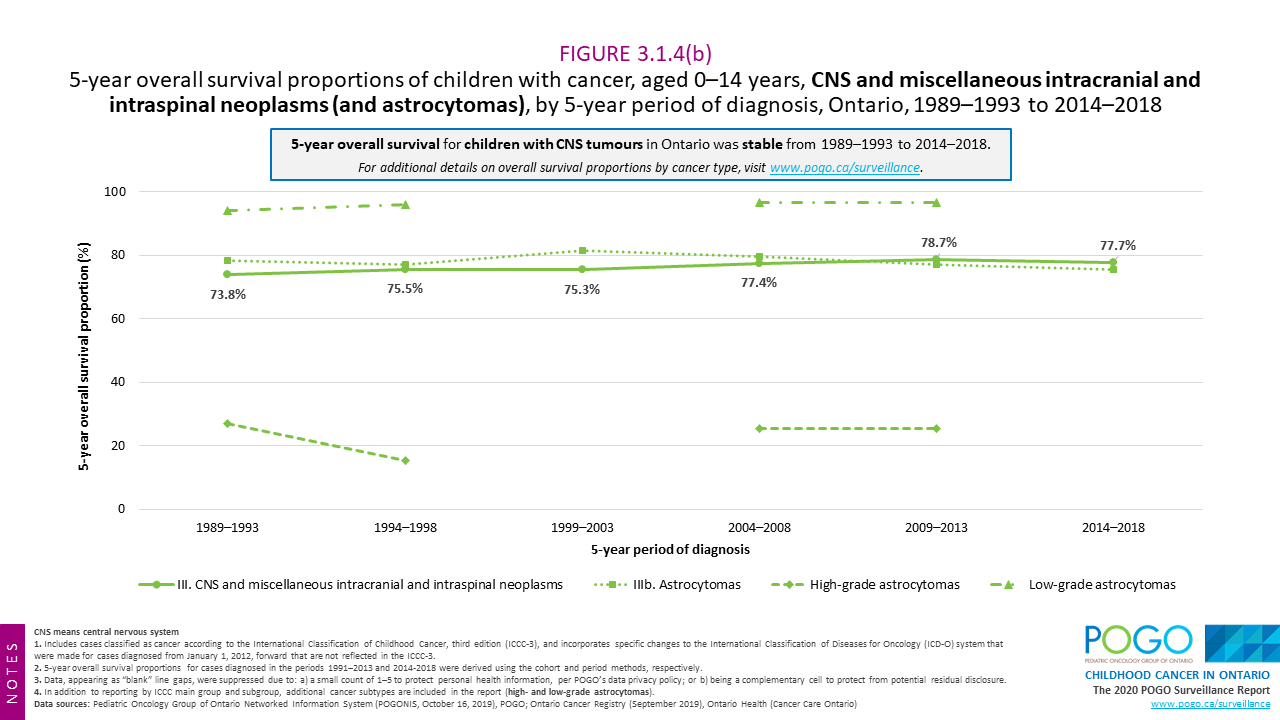 FIGURE 3.1.4(b)
5-year overall survival proportions of children with cancer, aged 0–14 years, CNS and miscellaneous intracranial and
intraspinal neoplasms (and astrocytomas), by 5-year period of diagnosis, Ontario, 1989–1993 to 2014–2018
5-year overall survival for children with CNS tumours in Ontario was stable from 1989–1993 to 2014–2018.
For additional details on overall survival proportions by cancer type, visit www.pogo.ca/surveillance.
5-year overall survival proportion (%)
100
80
60
40
20
0
73.8%
75.5%
75.3%
77.4%
78.7%
77.7%
1989–1993
1994–1998
1999–2003
2004–2008
2009–2013
2014–2018
5-year period of diagnosis
III. CNS and miscellaneous intracranial and intraspinal neoplasms
IIIb. Astrocytomas
High-grade astrocytomas
Low-grade astrocytomas
NOTES
CNS means central nervous system
1. Includes cases classified as cancer according to the International Classification of Childhood Cancer, third edition (ICCC-3), and incorporates specific changes to the International Classification of Diseases for Oncology (ICD-O) system that
were made for cases diagnosed from January 1, 2012, forward that are not reflected in the ICCC-3.
2. 5-year overall survival proportions for cases diagnosed in the periods 1991–2013 and 2014-2018 were derived using the cohort and period methods, respectively.
3. Data, appearing as "blank" line gaps, were suppressed due to: a) a small count of 1–5 to protect personal health information, per POGO's data privacy policy; or b) being a complementary cell to protect from potential residual disclosure.
4. In addition to reporting by ICCC main group and subgroup, additional cancer subtypes are included in the report (high- and low-grade astrocytomas).
Data sources: Pediatric Oncology Group of Ontario Networked Information System (POGONIS, October 16, 2019), POGO; Ontario Cancer Registry (September 2019), Ontario Health (Cancer Care Ontario)
POGO
PEDIATRIC ONCOLOGY GROUP OF ONTARIO
CHILDHOOD CANCER IN ONTARIO
The 2020 POGO Surveillance Report
www.pogo.ca/surveillance